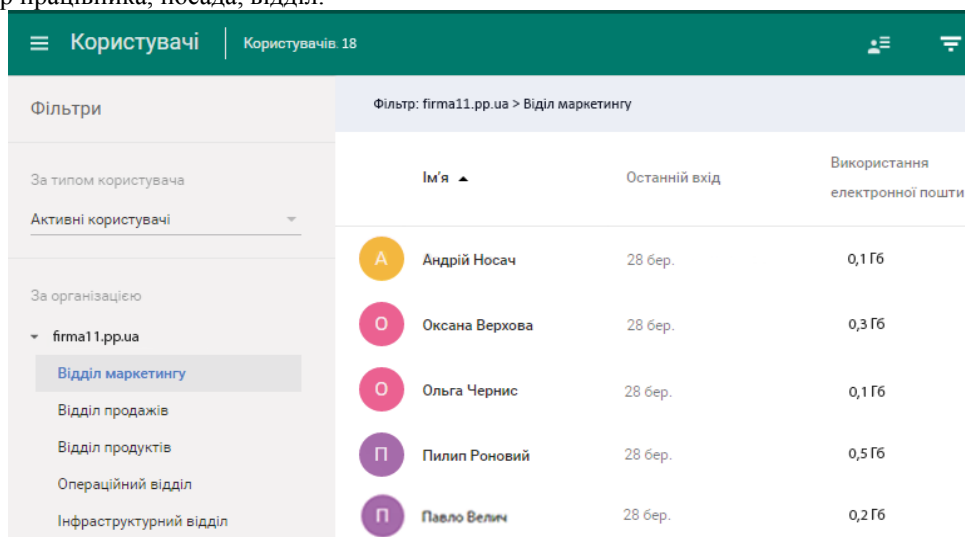 р працівника, посада, відділ.
Користувачі Користувачів. 18
Фільтри
Фільтр: firma11.pp.ua > Віділ маркетингу
За типом користувача
Активні користувачі
Ім'я Останній вхід Використання
електронної пошти
А Андрій Носач 28 бер. 0,1 Гб
За організацією
firma11.pp.ua
О Оксана Верхова 28 бер. 0,3 Гб
Відділ маркетингу
О Ольга Чернис 28 бер. 0,1 Гб
Відділ продажів
Відділ продуктів
П Пилип Роновий 28 бер. 0,5 Гб
Операційний відділ
Інфраструктурний відділ
П Павло Велич 28 бер. 0,2 Гб